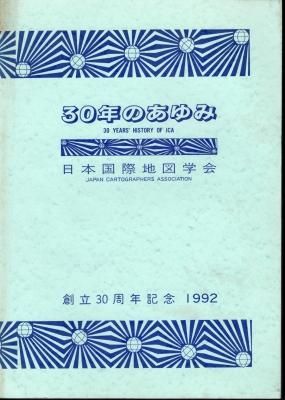 30年のあゆみ
30 YEARS' HISTORY OF ICA
日本国際地図学会
JAPAN CARTOGRAPHERS ASSOCIATION
創立30周年記念 1992